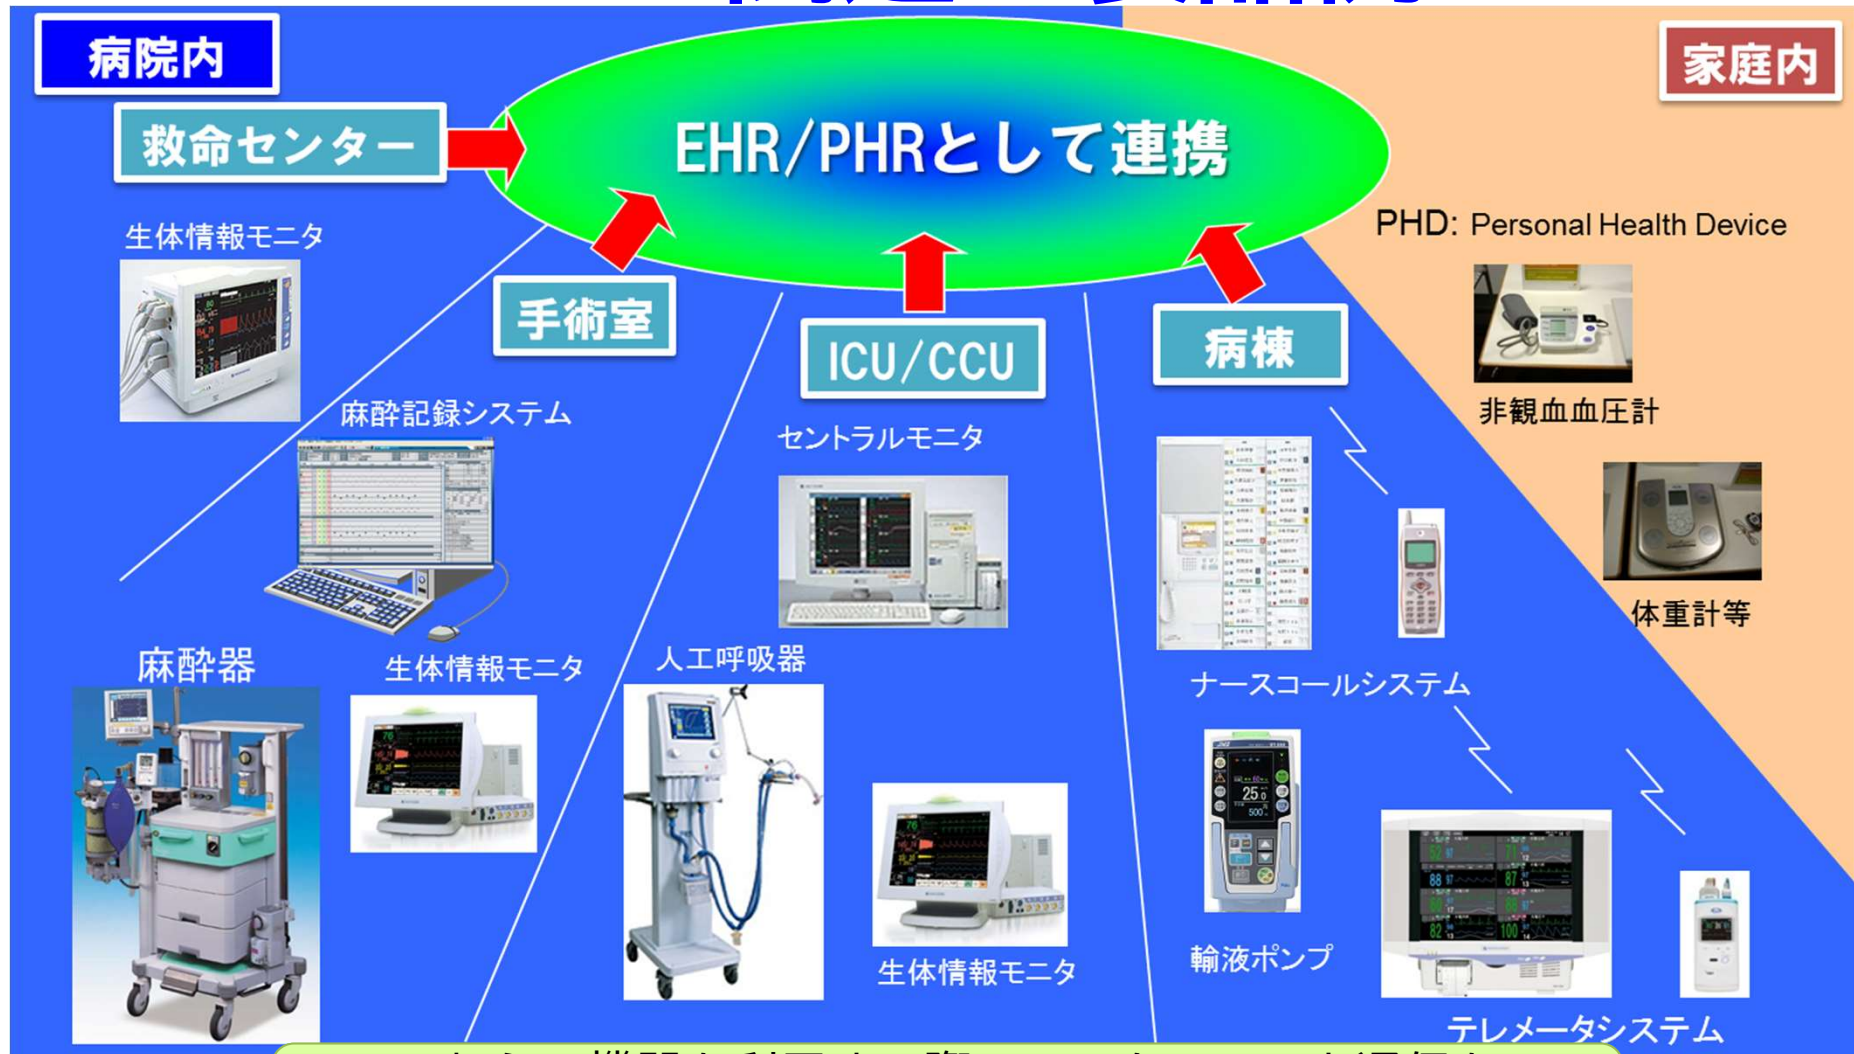 病院内
家庭内
救命センター
EHR/PHRとして連携
生体情報モニタ
PHD: Personal Health Device
手術室
ICU/CCU
病棟
非観血血圧計
麻酔記録システム
セントラルモニタ
体重計等
麻酔器
生体情報モニタ
人工呼吸器
ナースコールシステム
生体情報モニタ
輸液ポンプ
テレメータシステム